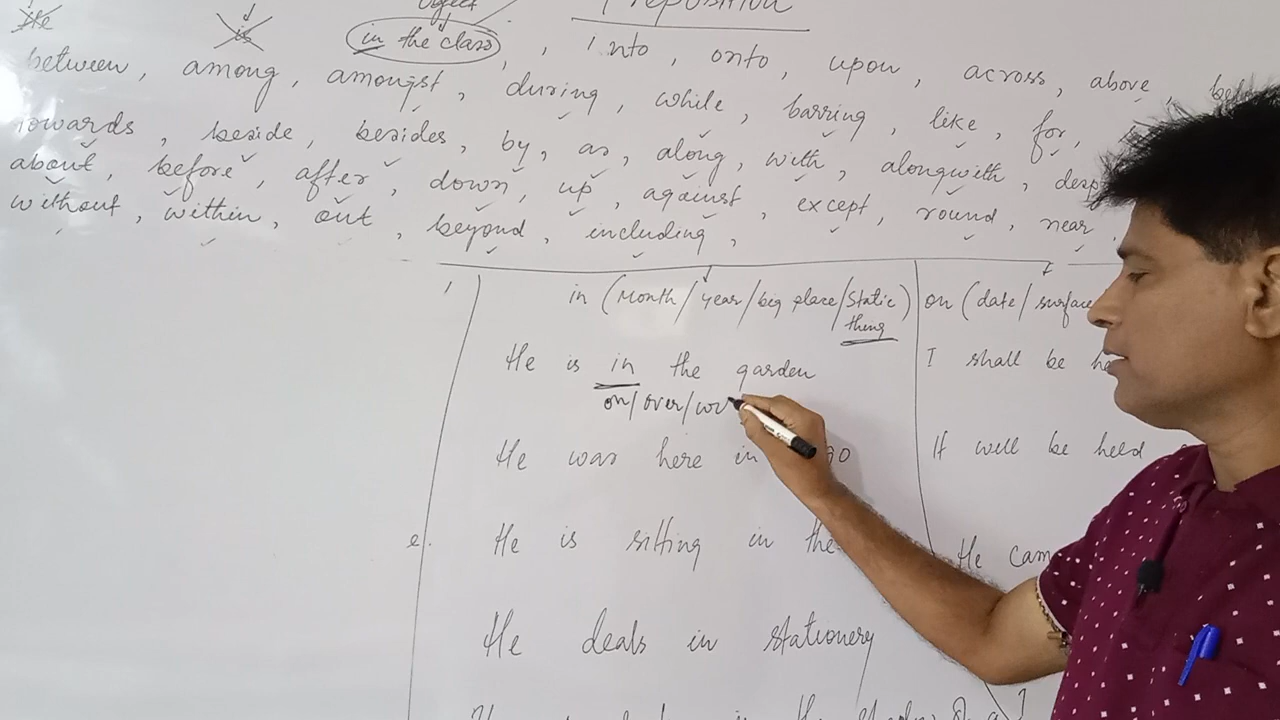 He is object Preposition
in the class, into, onto, upon, across, above,
between, among, amongst, during, while, barring, like, for,
towards, beside, besides, by, as, along, with, alongwith,
about, before, after, down, up, against, except, round, near
without, within, out, beyond, including,
in (Month/year/big place/static thing) on (date/surface
He is in the garden I shall be
on/over/
He was here in It will be held
He is sitting in the He cam
He deals in stationery